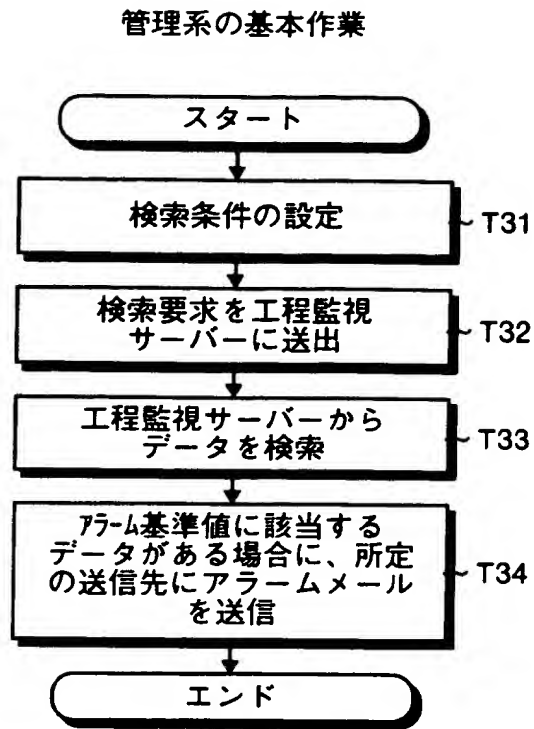 管理系の基本作業
スタート
検索条件の設定
T31
検索要求を工程監視
サーバーに送出
T32
工程監視サーバーから
データを検索
T33
ｱﾗｰﾑ基準値に該当する
データがある場合に、所定
の送信先にアラームメール
を送信
T34
エンド